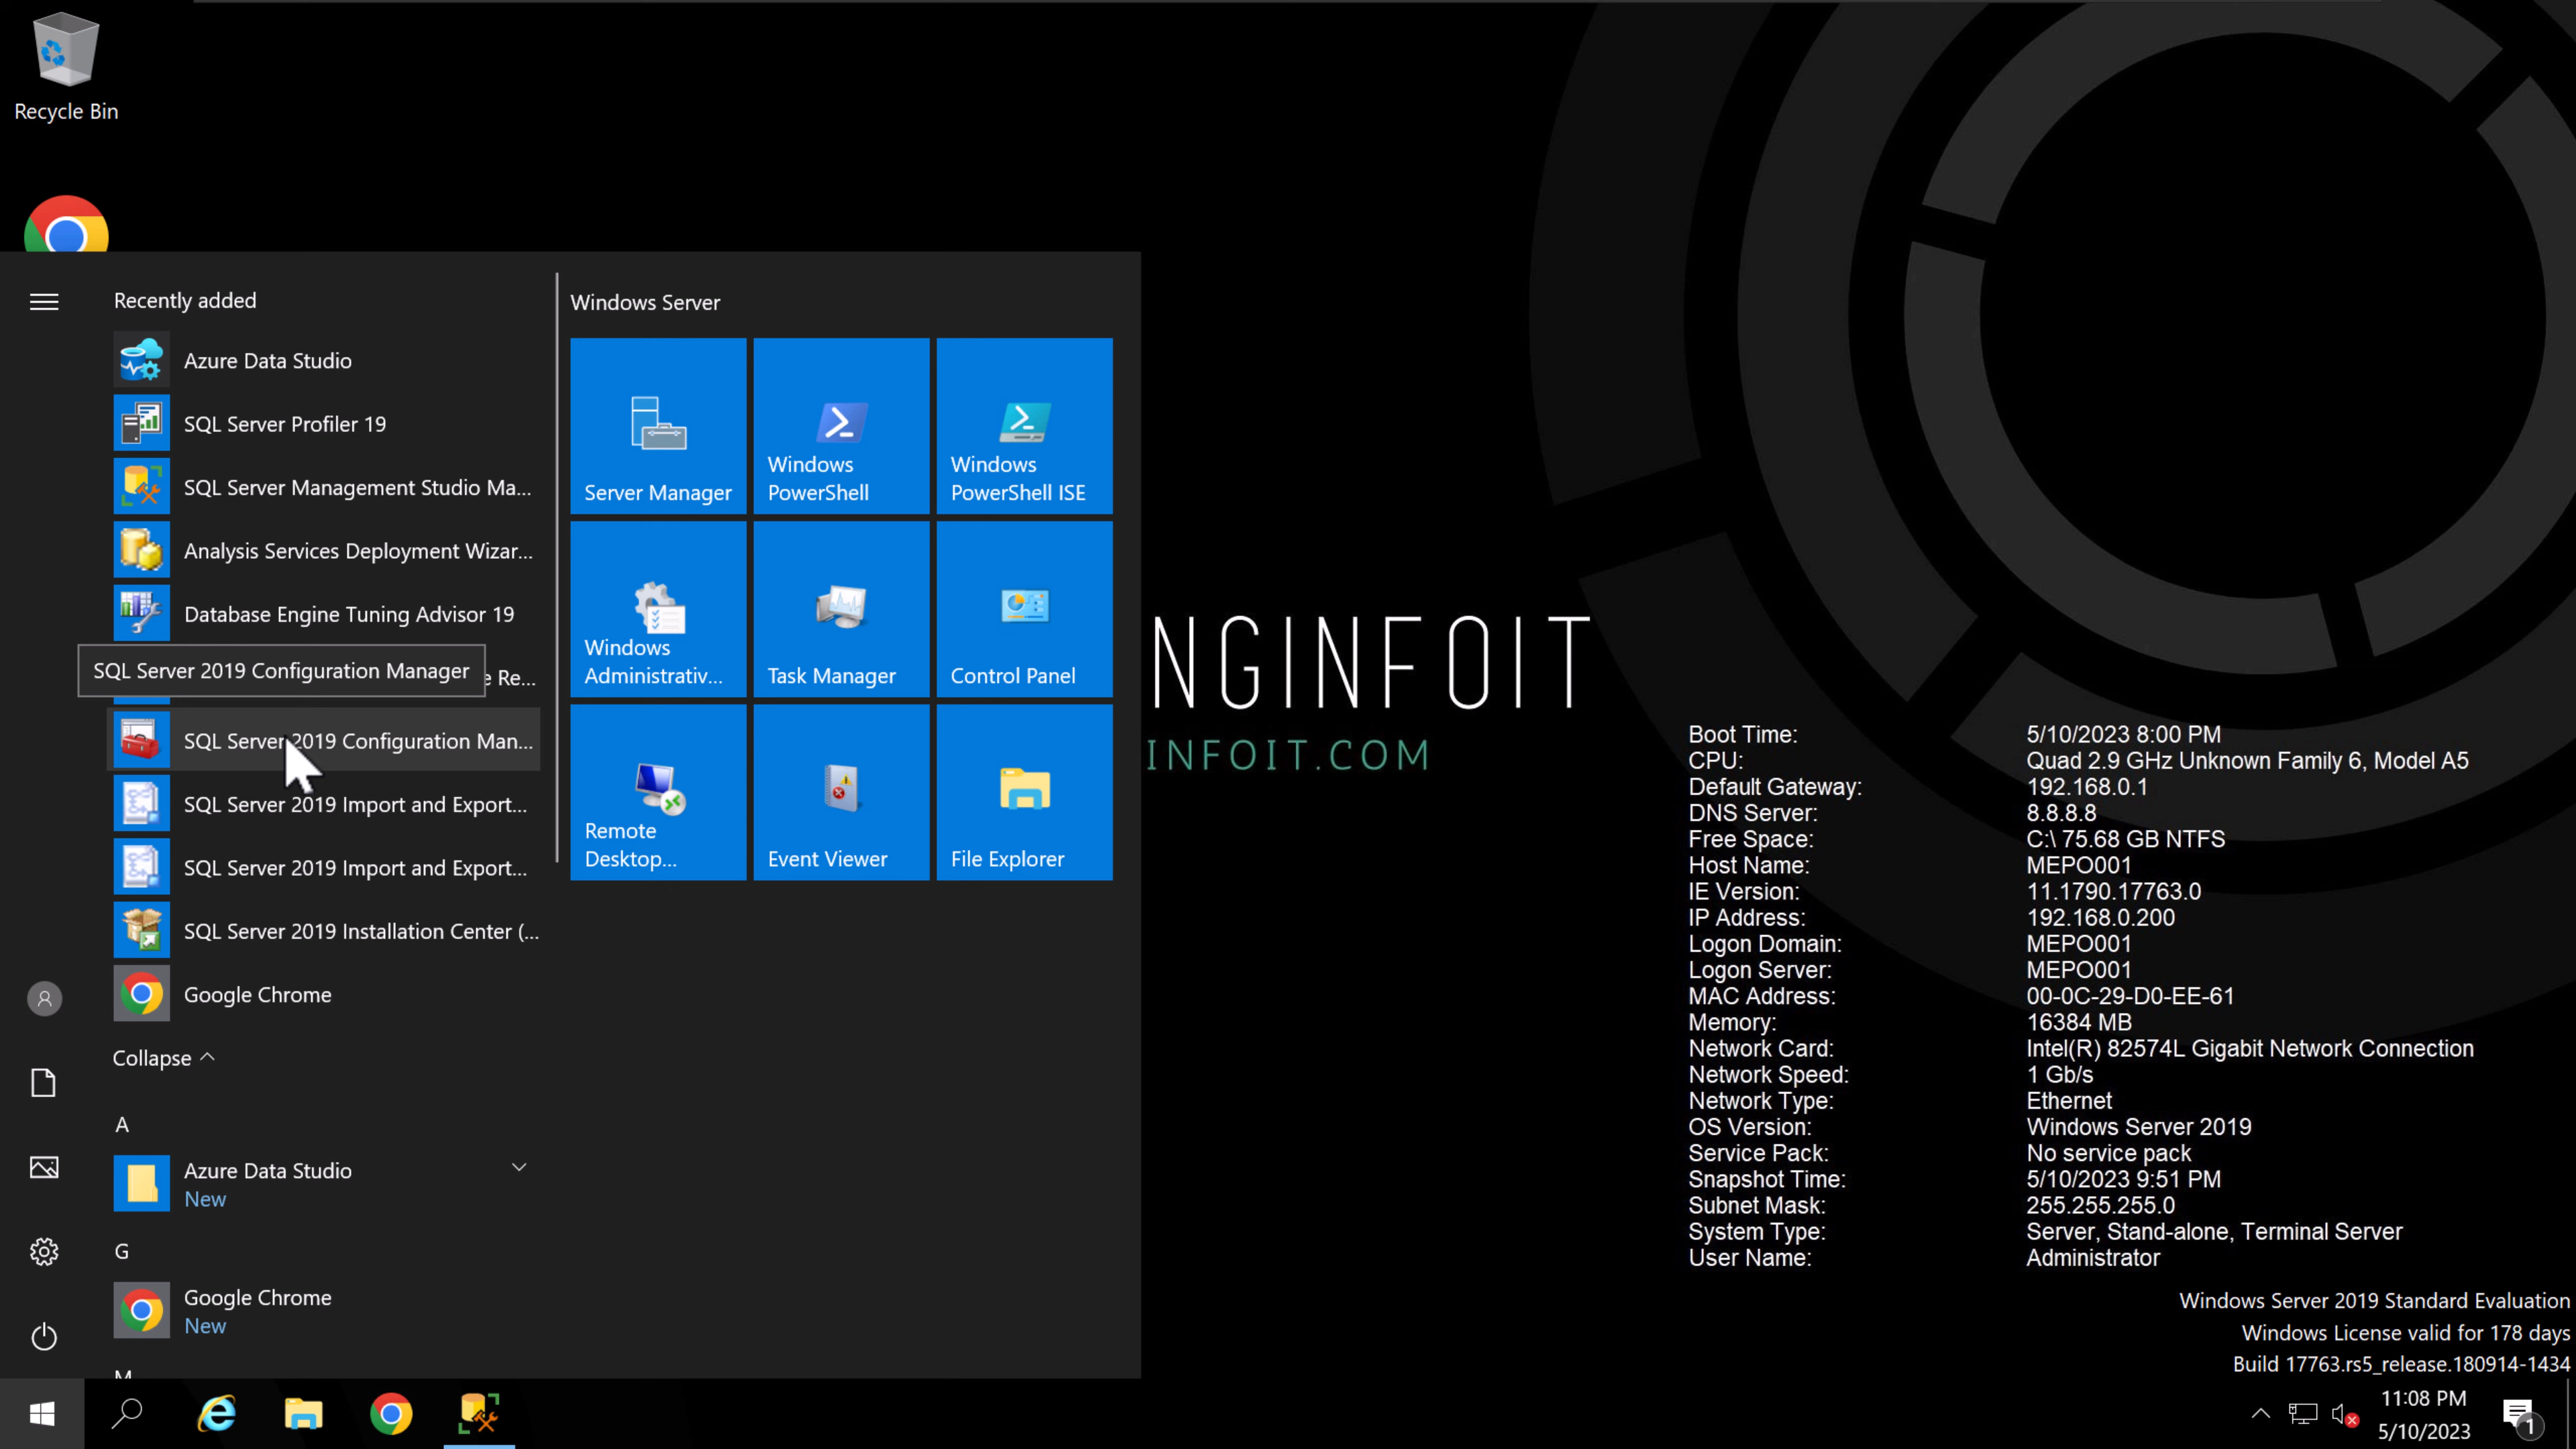 Recycle Bin
Recently added
Azure Data Studio
SQL Server Profiler 19
SQL Server Management Studio Ma...
Analysis Services Deployment Wizar...
Database Engine Tuning Advisor 19
SQL Server 2019 Configuration Manager
e Re...
SQL Server 2019 Configuration Man...
SQL Server 2019 Import and Export...
SQL Server 2019 Import and Export...
SQL Server 2019 Installation Center (...
Google Chrome
Collapse
A
Azure Data Studio
New
G
Google Chrome
New
M
Windows Server
Server Manager
Windows
PowerShell
Windows
PowerShell ISE
Windows
Administrativ...
Task Manager
Control Panel
Remote
Desktop...
Event Viewer
File Explorer
NGINFOIT
INFOIT.COM
Boot Time: 5/10/2023 8:00 PM
CPU: Quad 2.9 GHz Unknown Family 6, Model A5
Default Gateway: 192.168.0.1
DNS Server: 8.8.8.8
Free Space: C:\ 75.68 GB NTFS
Host Name: MEPO001
IE Version: 11.1790.17763.0
IP Address: 192.168.0.200
Logon Domain: MEPO001
Logon Server: MEPO001
MAC Address: 00-0C-29-D0-EE-61
Memory: 16384 MB
Network Card: Intel(R) 82574L Gigabit Network Connection
Network Speed: 1 Gb/s
Network Type: Ethernet
OS Version: Windows Server 2019
Service Pack: No service pack
Snapshot Time: 5/10/2023 9:51 PM
Subnet Mask: 255.255.255.0
System Type: Server, Stand-alone, Terminal Server
User Name: Administrator
Windows Server 2019 Standard Evaluation
Windows License valid for 178 days
Build 17763.rs5_release.180914-1434
11:08 PM
5/10/2023
1